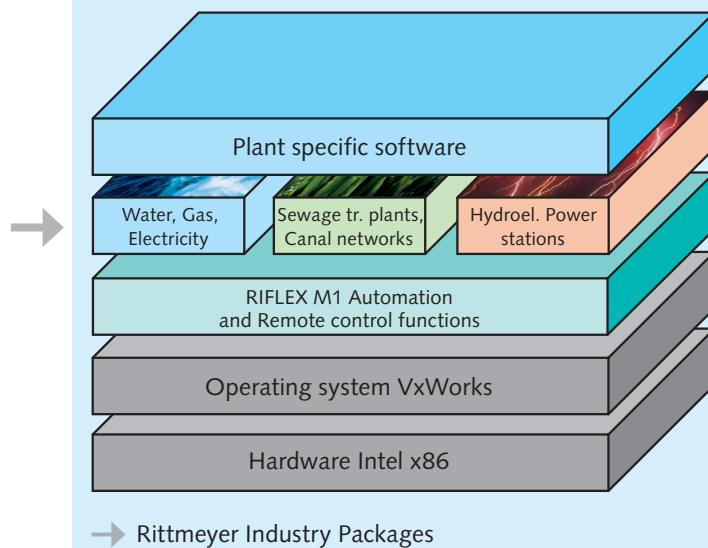 Plant specific software
Water, Gas,
Electricity
Sewage tr. plants,
Canal networks
Hydroel. Power
stations
RIFLEX M1 Automation
and Remote control functions
Operating system VxWorks
Hardware Intel x86
Rittmeyer Industry Packages